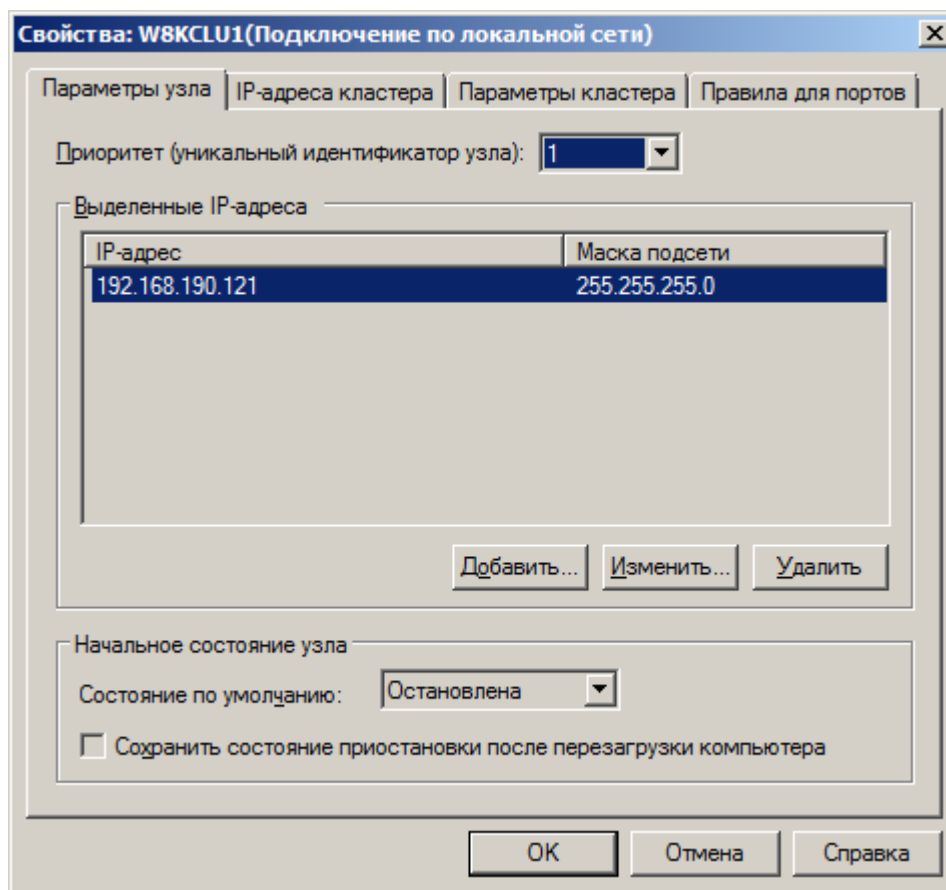 Свойства: W8KCLU1(Подключение по локальной сети)
Параметры узла IP-адреса кластера Параметры кластера Правила для портов
Приоритет (уникальный идентификатор узла): 1
Выделенные IP-адреса
IP-адрес Маска подсети
192.168.190.121 255.255.255.0
Добавить... Изменить... Удалить
Начальное состояние узла
Состояние по умолчанию: Остановлена
Сохранить состояние приостановки после перезагрузки компьютера
OK Отмена Справка